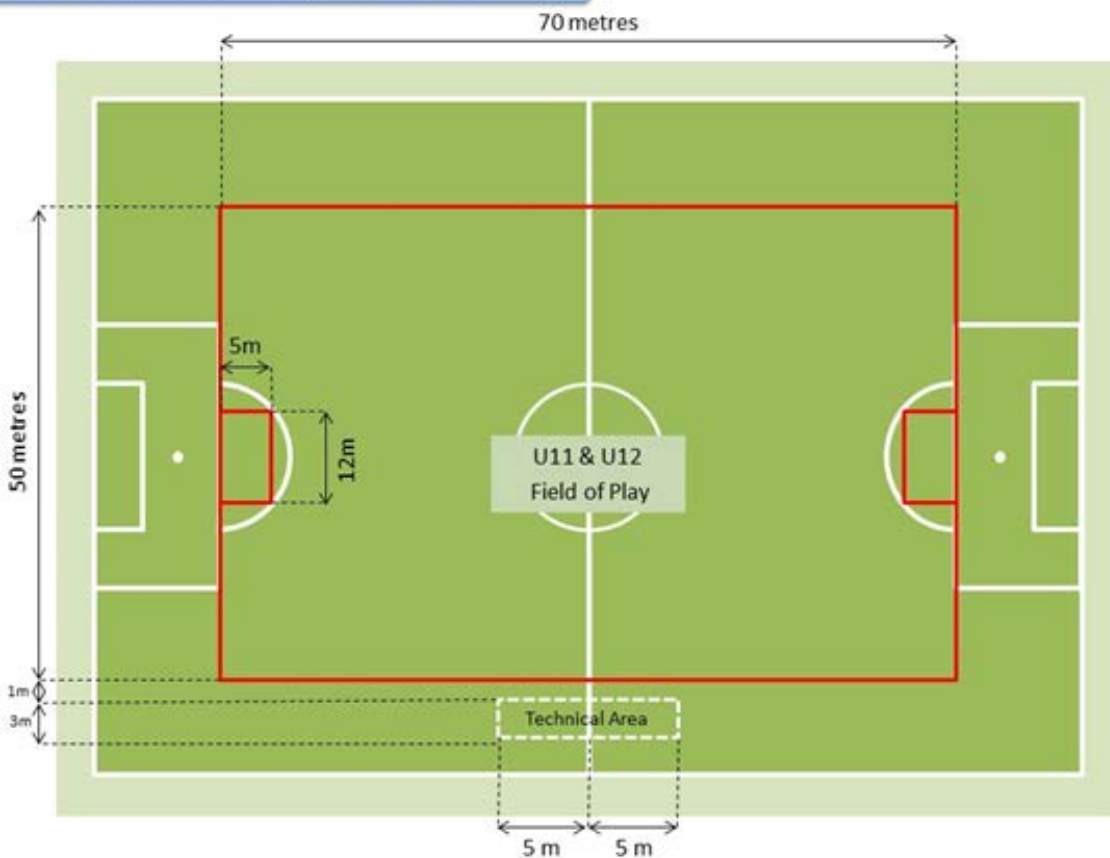 70 metres
5m
50 metres
12m
U11 & U12
Field of Play
1m
3m
Technical Area
5 m
5 m